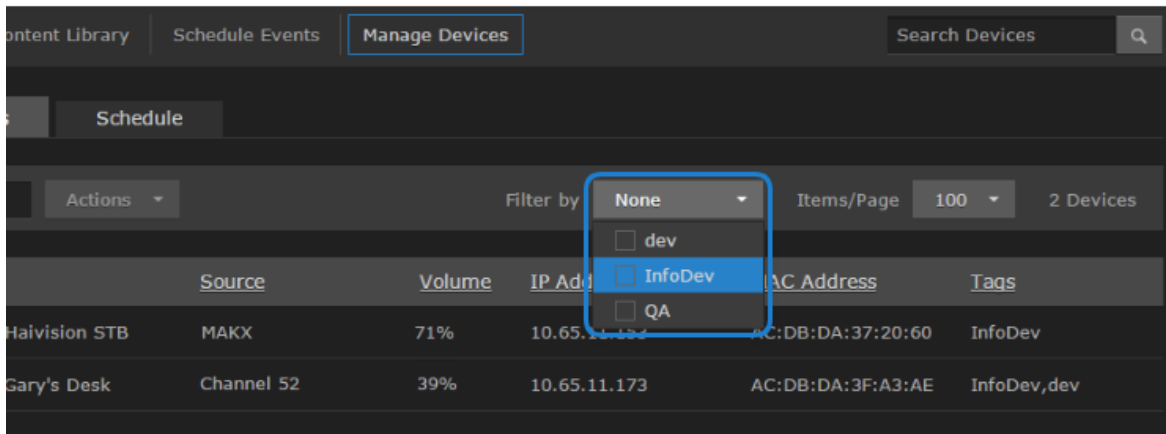 ontent Library Schedule Events Manage Devices Search Devices
Schedule
Actions Filter by None Items/Page 100 2 Devices
dev
InfoDev
QA
Source Volume IP Add AC Address Tags
Haivision STB MAKX 71% 10.65. AC:DB:DA:37:20:60 InfoDev
Gary's Desk Channel 52 39% 10.65.11.173 AC:DB:DA:3F:A3:AE InfoDev,dev